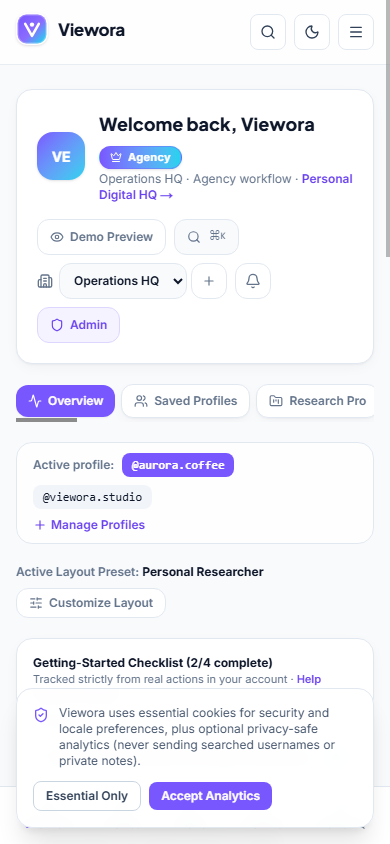 Viewora
Welcome back, Viewora
VE
Agency
Operations HQ · Agency workflow · Personal
Digital HQ →
Demo Preview
⌘K
Operations HQ
Admin
Overview
Saved Profiles
Research Pro
Active profile: @aurora.coffee
@viewora.studio
+ Manage Profiles
Active Layout Preset: Personal Researcher
Customize Layout
Getting-Started Checklist (2/4 complete)
Tracked strictly from real actions in your account · Help
Viewora uses essential cookies for security and
locale preferences, plus optional privacy-safe
analytics (never sending searched usernames or
private notes).
Essential Only
Accept Analytics